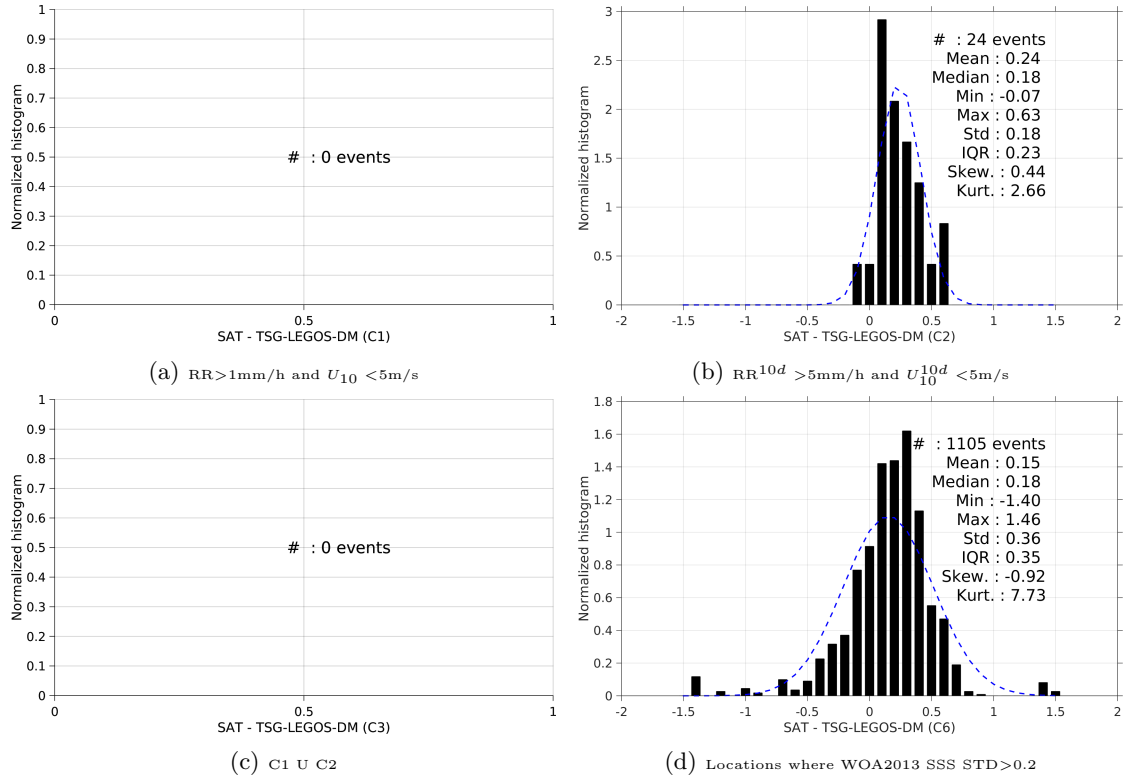 1
0.9
0.8
0.7
0.6
0.5
0.4
0.3
0.2
0.1
0
Normalized histogram
# : 0 events
0 0.5 1
SAT - TSG-LEGOS-DM (C1)
(a) RR>1mm/h and U10 <5m/s
3
2.5
2
1.5
1
0.5
0
Normalized histogram
# : 24 events
Mean : 0.24
Median : 0.18
Min : -0.07
Max : 0.63
Std : 0.18
IQR : 0.23
Skew. : 0.44
Kurt. : 2.66
-2 -1.5 -1 -0.5 0 0.5 1 1.5 2
SAT - TSG-LEGOS-DM (C2)
(b) RR10d >5mm/h and U10d10 <5m/s
1
0.9
0.8
0.7
0.6
0.5
0.4
0.3
0.2
0.1
0
Normalized histogram
# : 0 events
0 0.5 1
SAT - TSG-LEGOS-DM (C3)
(c) C1 U C2
1.8
1.6
1.4
1.2
1
0.8
0.6
0.4
0.2
0
Normalized histogram
# : 1105 events
Mean : 0.15
Median : 0.18
Min : -1.40
Max : 1.46
Std : 0.36
IQR : 0.35
Skew. : -0.92
Kurt. : 7.73
-2 -1.5 -1 -0.5 0 0.5 1 1.5 2
SAT - TSG-LEGOS-DM (C6)
(d) Locations where WOA2013 SSS STD>0.2